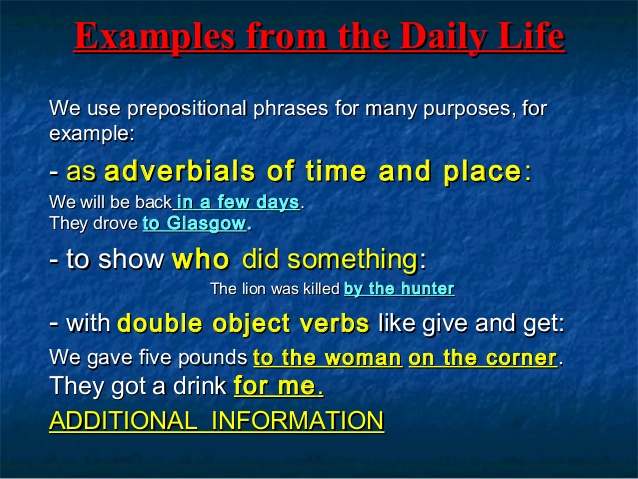 Examples from the Daily Life
We use prepositional phrases for many purposes, for
example:
- as adverbials of time and place:
We will be back in a few days.
They drove to Glasgow.
- to show who did something:
The lion was killed by the hunter
- with double object verbs like give and get:
We gave five pounds to the woman on the corner.
They got a drink for me.
ADDITIONAL INFORMATION